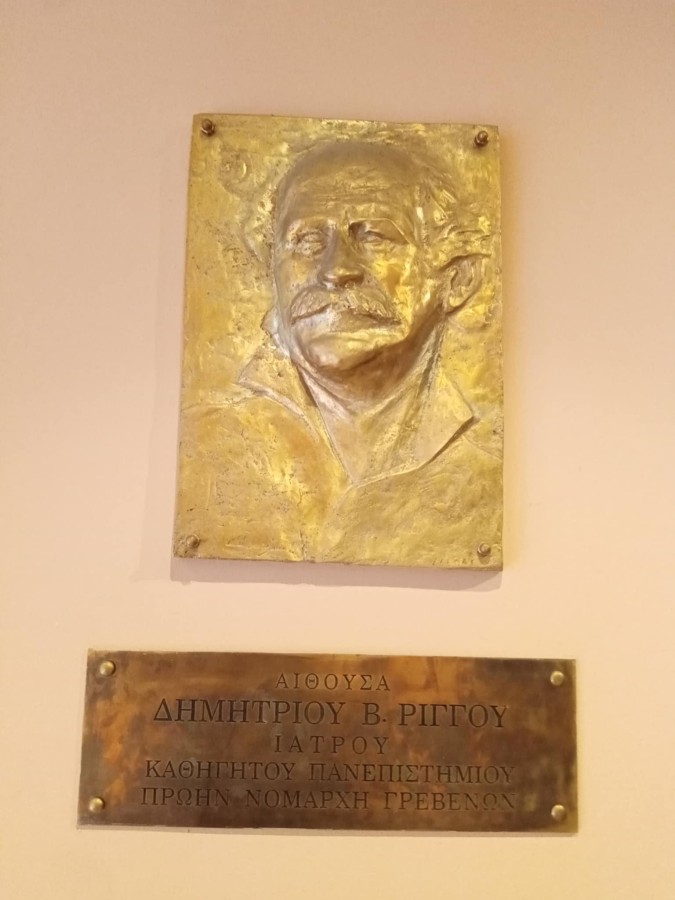 ΑΙΘΟΥΣΑ
ΔΗΜΗΤΡΙΟΥ Β. ΡΙΓΓΟΥ
ΙΑΤΡΟΥ
ΚΑΘΗΓΗΤΟΥ ΠΑΝΕΠΙΣΤΗΜΙΟΥ
ΠΡΩΗΝ ΝΟΜΑΡΧΗ ΓΡΕΒΕΝΩΝ